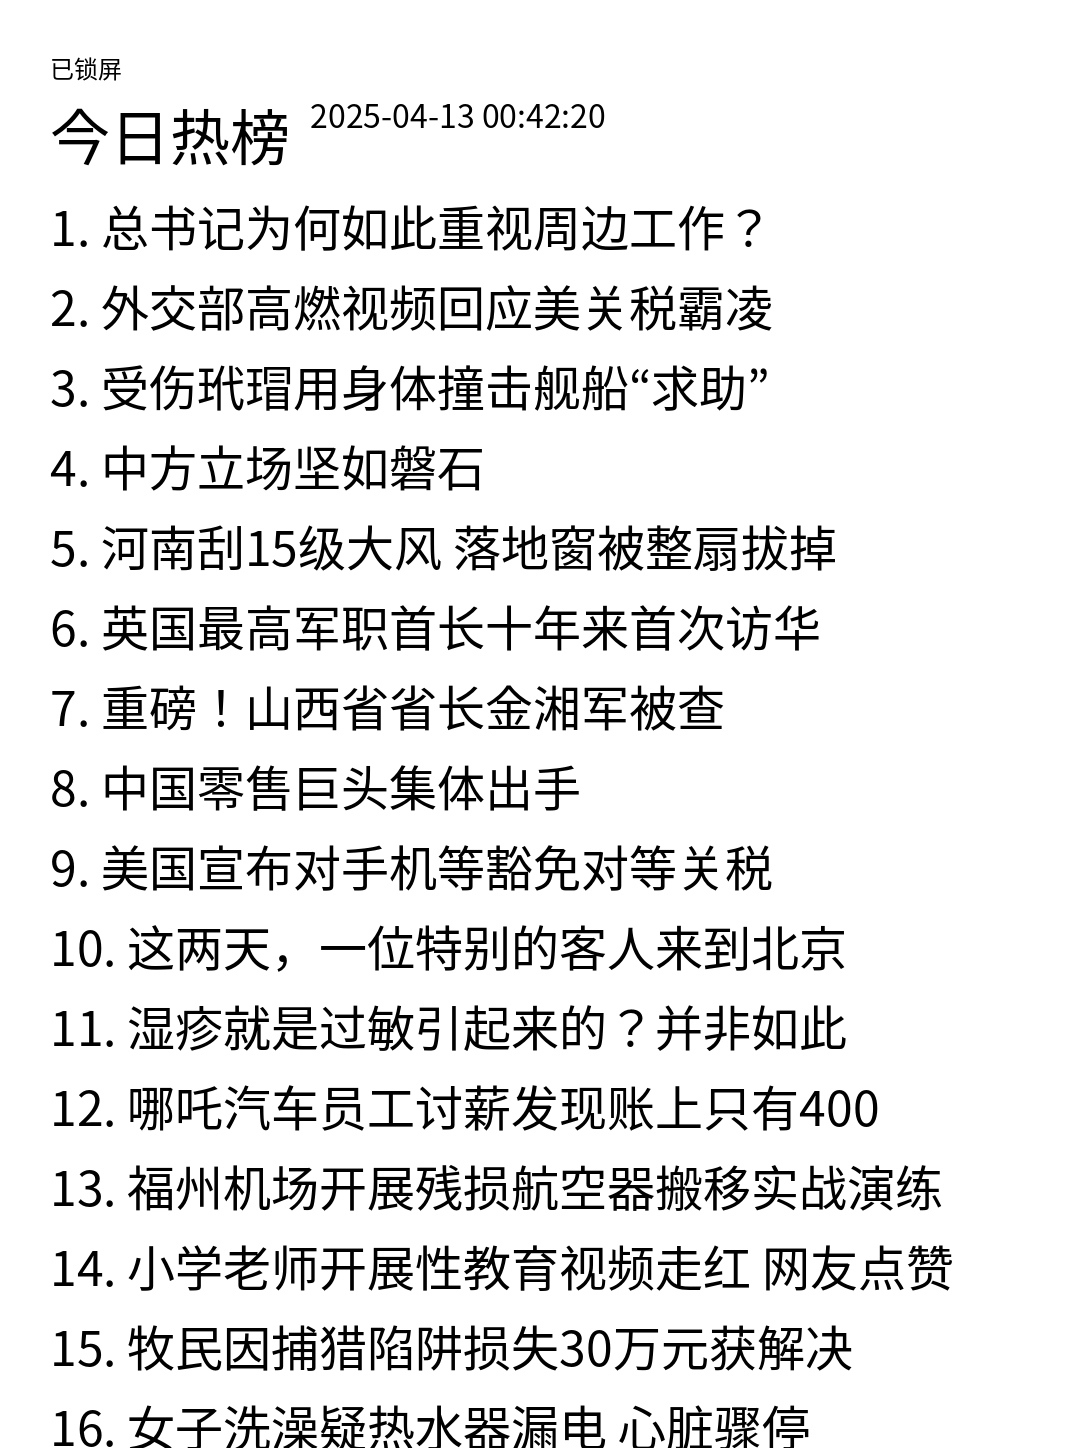 已锁屏
今日热榜 2025-04-13 00:42:20
1. 总书记为何如此重视周边工作？
2. 外交部高燃视频回应美关税霸凌
3. 受伤玳瑁用身体撞击舰船“求助”
4. 中方立场坚如磐石
5. 河南刮15级大风 落地窗被整扇拔掉
6. 英国最高军职首长十年来首次访华
7. 重磅！山西省省长金湘军被查
8. 中国零售巨头集体出手
9. 美国宣布对手机等豁免对等关税
10. 这两天，一位特别的客人来到北京
11. 湿疹就是过敏引起来的？并非如此
12. 哪吒汽车员工讨薪发现账上只有400
13. 福州机场开展残损航空器搬移实战演练
14. 小学老师开展性教育视频走红 网友点赞
15. 牧民因捕猎陷阱损失30万元获解决
16. 女子洗澡疑热水器漏电 心脏骤停